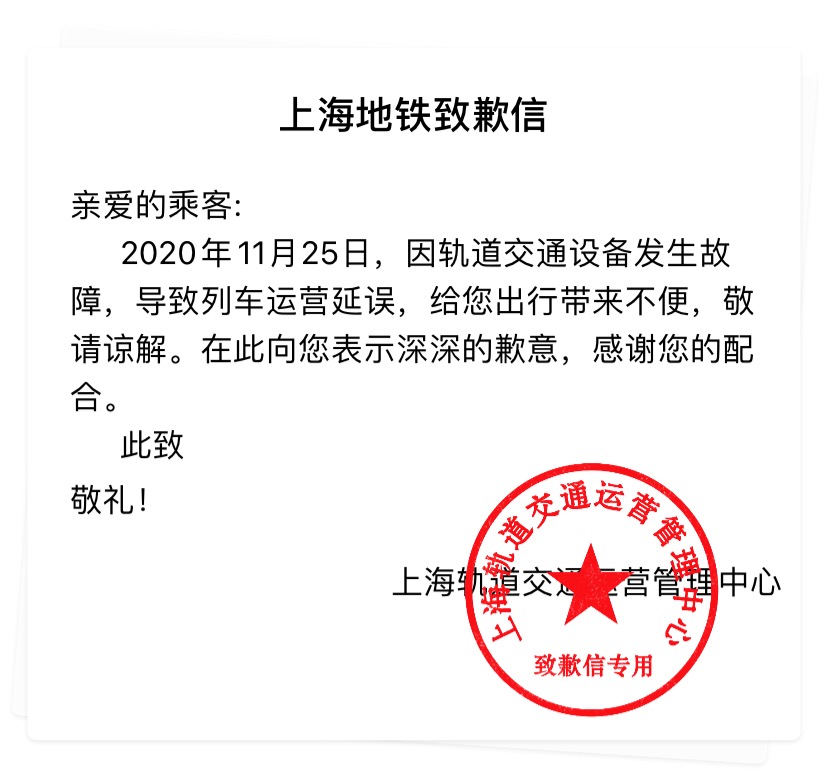 上海地铁致歉信
亲爱的乘客:
2020年11月25日，因轨道交通设备发生故
障，导致列车运营延误，给您出行带来不便，敬
请谅解。在此向您表示深深的歉意，感谢您的配
合。
此致
敬礼！
上海轨道交通运营管理中心
上海轨道交通运营管理中心
致歉信专用